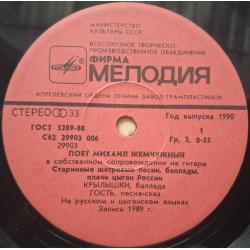 МИНИСТЕРСТВО
КУЛЬТУРЫ СССР
ВСЕСОЮЗНОЕ ТВОРЧЕСКО-
ПРОИЗВОДСТВЕННОЕ ОБЪЕДИНЕНИЕ
ФИРМА
МЕЛОДИЯ
АПРЕЛЕВСКИЙ ОРДЕНА ЛЕНИНА ЗАВОД ГРАМПЛАСТИНОК
СТЕРЕО 33
Год выпуска 1990
ГОСТ 5289-88
1
С62 29903 006
Гр. 2. 0-55
29903
ПОЕТ МИХАИЛ ЖЕМЧУЖНЫЙ
в собственном сопровождении на гитаре
Старинные шатровые песни, баллады,
плачи цыган России
КРЫЛЫШКИ, баллада
ГОСТЬ, песня-сказ
На русском и цыганском языках
Запись 1989 г.